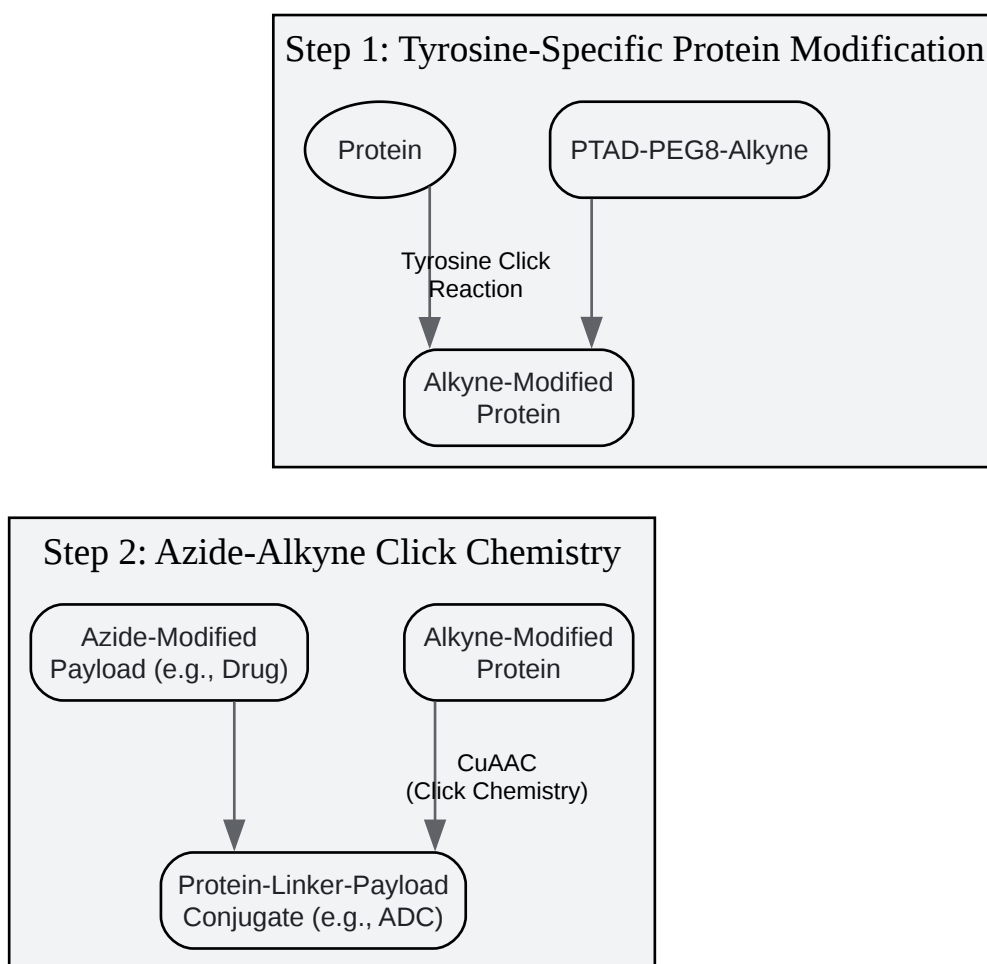 Step 1: Tyrosine-Specific Protein Modification
Protein
PTAD-PEG8-Alkyne
Tyrosine Click
Reaction
Alkyne-Modified
Protein
Step 2: Azide-Alkyne Click Chemistry
Azide-Modified
Payload (e.g., Drug)
Alkyne-Modified
Protein
CuAAC
(Click Chemistry)
Protein-Linker-Payload
Conjugate (e.g., ADC)